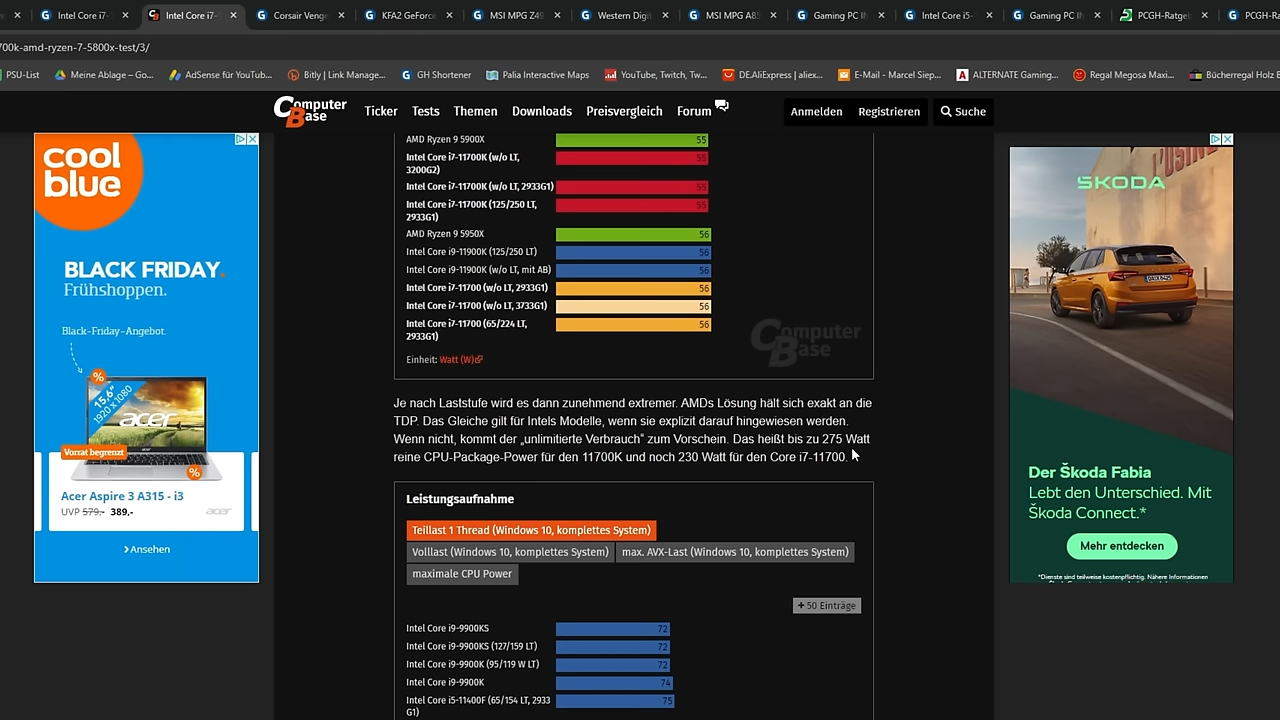 Intel Core i7-
Intel Core i7-
Corsair Veng
KFA2 GeForc
MSI MPG Z49
Western Digi
MSI MPG A8
Gaming PC I
Intel Core i5-
Gaming PC I
PCGH-Ratge
PCGH-Ra
700k-amd-ryzen-7-5800x-test/3/
PSU-List
Meine Ablage – Go...
AdSense für YouTub...
Bitly | Link Manage...
GH Shortener
Palia Interactive Maps
YouTube, Twitch, Tw...
DE.AliExpress | aliex...
E-Mail - Marcel Siep...
ALTERNATE Gaming...
Regal Megosa Maxi...
Bücherregal Holz B
ComputerBase
Ticker
Tests
Themen
Downloads
Preisvergleich
Forum
Anmelden
Registrieren
Suche
cool
blue
BLACK FRIDAY.
Frühshoppen.
Black-Friday-Angebot.
15,6"
1920 x 1080
acer
Vorrat begrenzt
Acer Aspire 3 A315 - i3
UVP 579,- 389,-
acer
Ansehen
AMD Ryzen 9 5900X 55
Intel Core i7-11700K (w/o LT,
3200G2) 55
Intel Core i7-11700K (w/o LT, 2933G1) 55
Intel Core i7-11700K (125/250 LT,
2933G1) 55
AMD Ryzen 9 5950X 56
Intel Core i9-11900K (125/250 LT) 56
Intel Core i9-11900K (w/o LT, mit AB) 56
Intel Core i7-11700 (w/o LT, 2933G1) 56
Intel Core i7-11700 (w/o LT, 3733G1) 56
Intel Core i7-11700 (65/224 LT,
2933G1) 56
ComputerBase
Einheit: Watt (W)
Je nach Laststufe wird es dann zunehmend extremer. AMDs Lösung hält sich exakt an die
TDP. Das Gleiche gilt für Intels Modelle, wenn sie explizit darauf hingewiesen werden.
Wenn nicht, kommt der „unlimitierte Verbrauch“ zum Vorschein. Das heißt bis zu 275 Watt
reine CPU-Package-Power für den 11700K und noch 230 Watt für den Core i7-11700.
Leistungsaufnahme
Teillast 1 Thread (Windows 10, komplettes System)
Volllast (Windows 10, komplettes System)
max. AVX-Last (Windows 10, komplettes System)
maximale CPU Power
+ 50 Einträge
Intel Core i9-9900KS 72
Intel Core i9-9900KS (127/159 LT) 72
Intel Core i9-9900K (95/119 W LT) 72
Intel Core i9-9900K 74
Intel Core i5-11400F (65/154 LT, 2933
G1) 75
ŠKODA
Der Škoda Fabia
Lebt den Unterschied. Mit
Škoda Connect.*
Mehr entdecken
*Dienste sind teilweise kostenpflichtig. Nähere Informationen